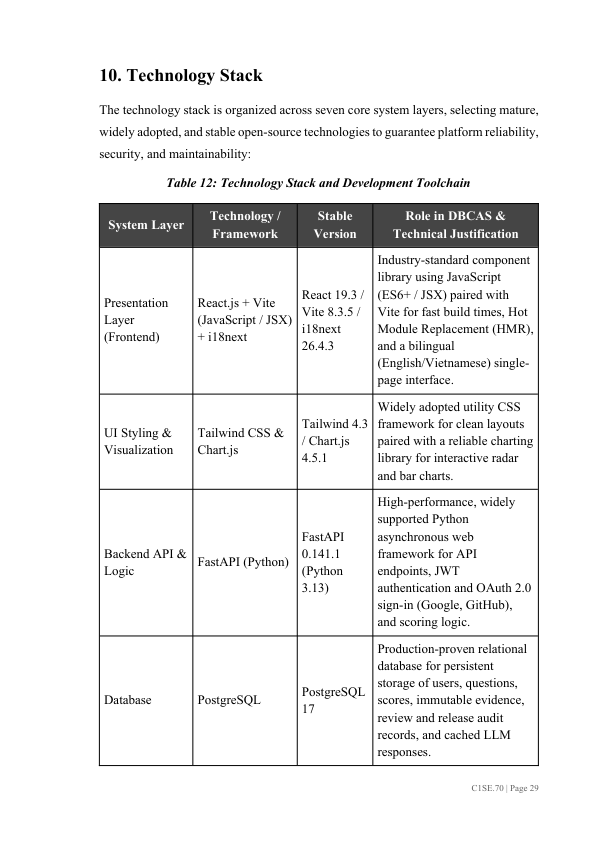 10. Technology Stack
The technology stack is organized across seven core system layers, selecting mature,
widely adopted, and stable open-source technologies to guarantee platform reliability,
security, and maintainability:
Table 12: Technology Stack and Development Toolchain
System Layer
Technology /
Framework
Stable
Version
Role in DBCAS &
Technical Justification
Presentation
Layer
(Frontend)
React.js + Vite
(JavaScript / JSX)
+ i18next
React 19.3 /
Vite 8.3.5 /
i18next
26.4.3
Industry-standard component
library using JavaScript
(ES6+ / JSX) paired with
Vite for fast build times, Hot
Module Replacement (HMR),
and a bilingual
(English/Vietnamese) single-
page interface.
UI Styling &
Visualization
Tailwind CSS &
Chart.js
Tailwind 4.3
/ Chart.js
4.5.1
Widely adopted utility CSS
framework for clean layouts
paired with a reliable charting
library for interactive radar
and bar charts.
Backend API &
Logic
FastAPI (Python)
FastAPI
0.141.1
(Python
3.13)
High-performance, widely
supported Python
asynchronous web
framework for API
endpoints, JWT
authentication and OAuth 2.0
sign-in (Google, GitHub),
and scoring logic.
Database
PostgreSQL
PostgreSQL
17
Production-proven relational
database for persistent
storage of users, questions,
scores, immutable evidence,
review and release audit
records, and cached LLM
responses.
C1SE.70 | Page 29